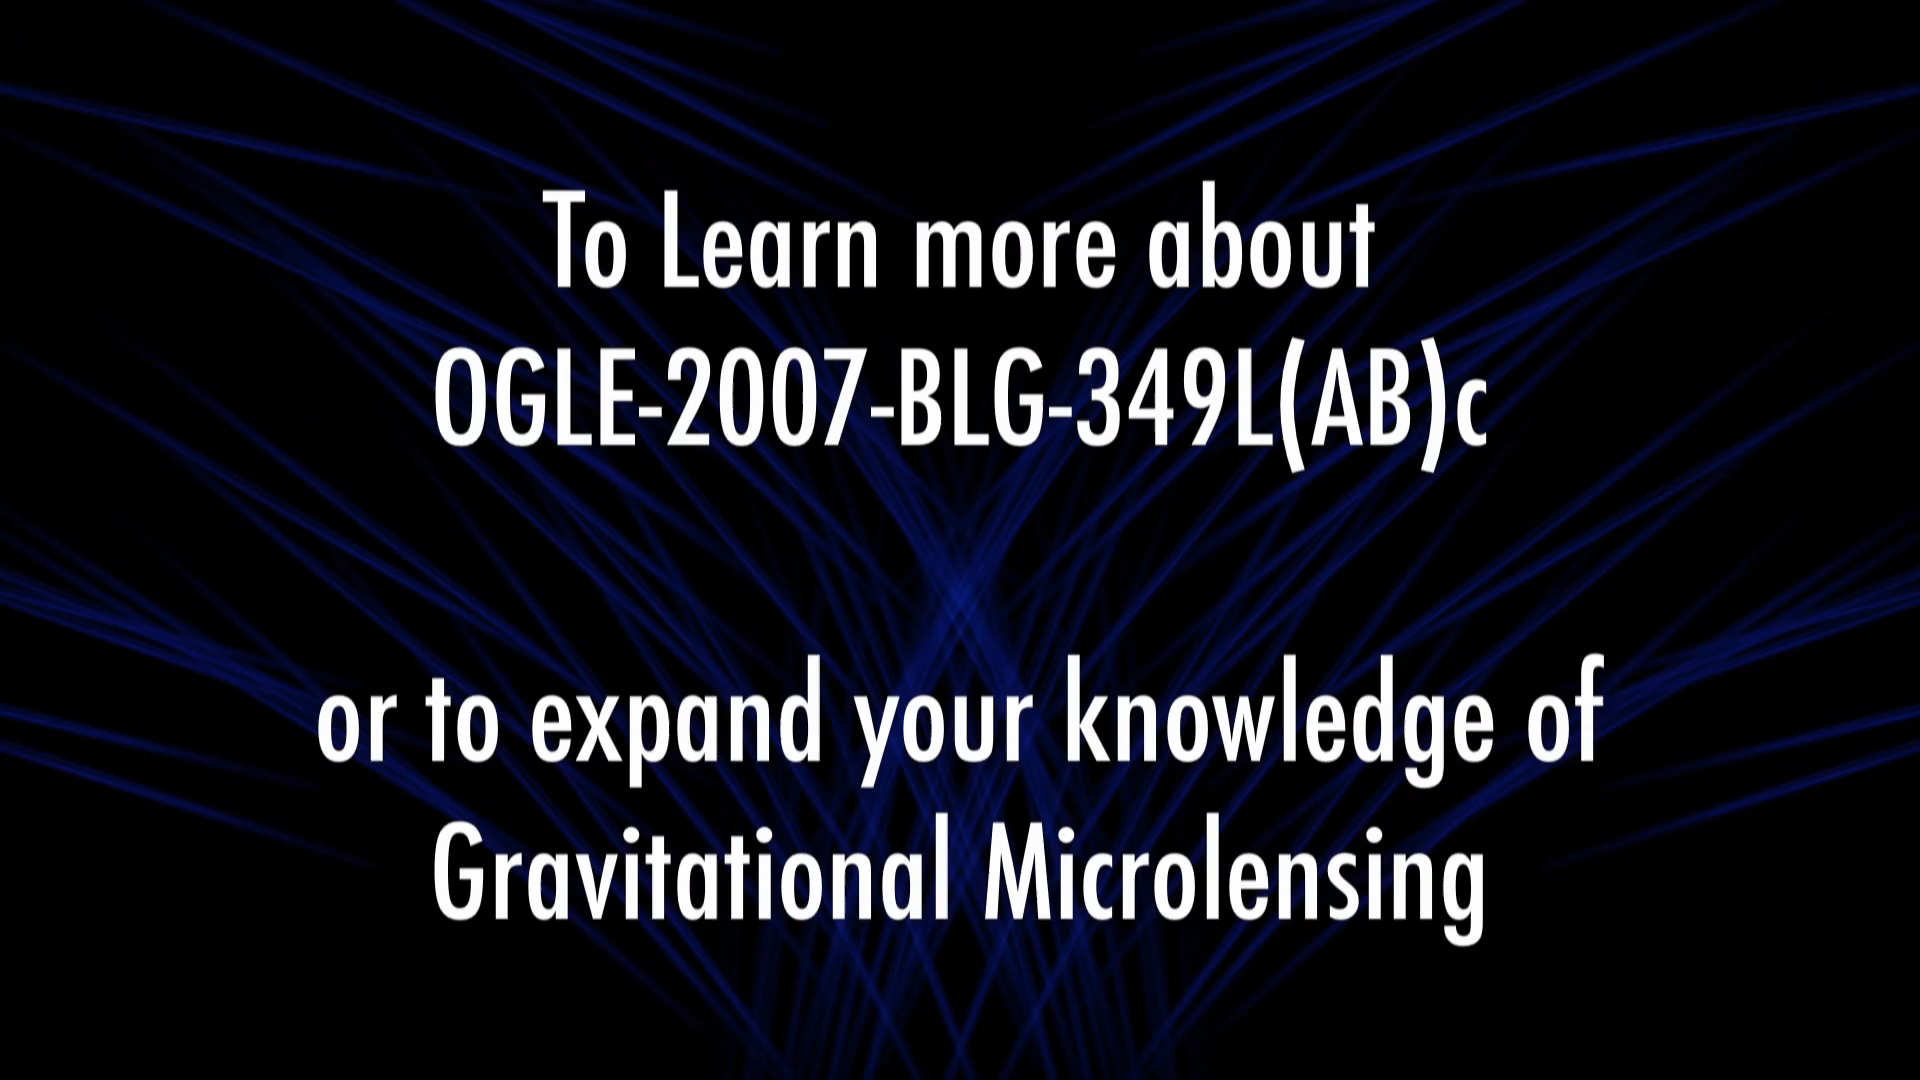 To Learn more about
OGLE-2007-BLG-349L(AB)c
or to expand your knowledge of
Gravitational Microlensing